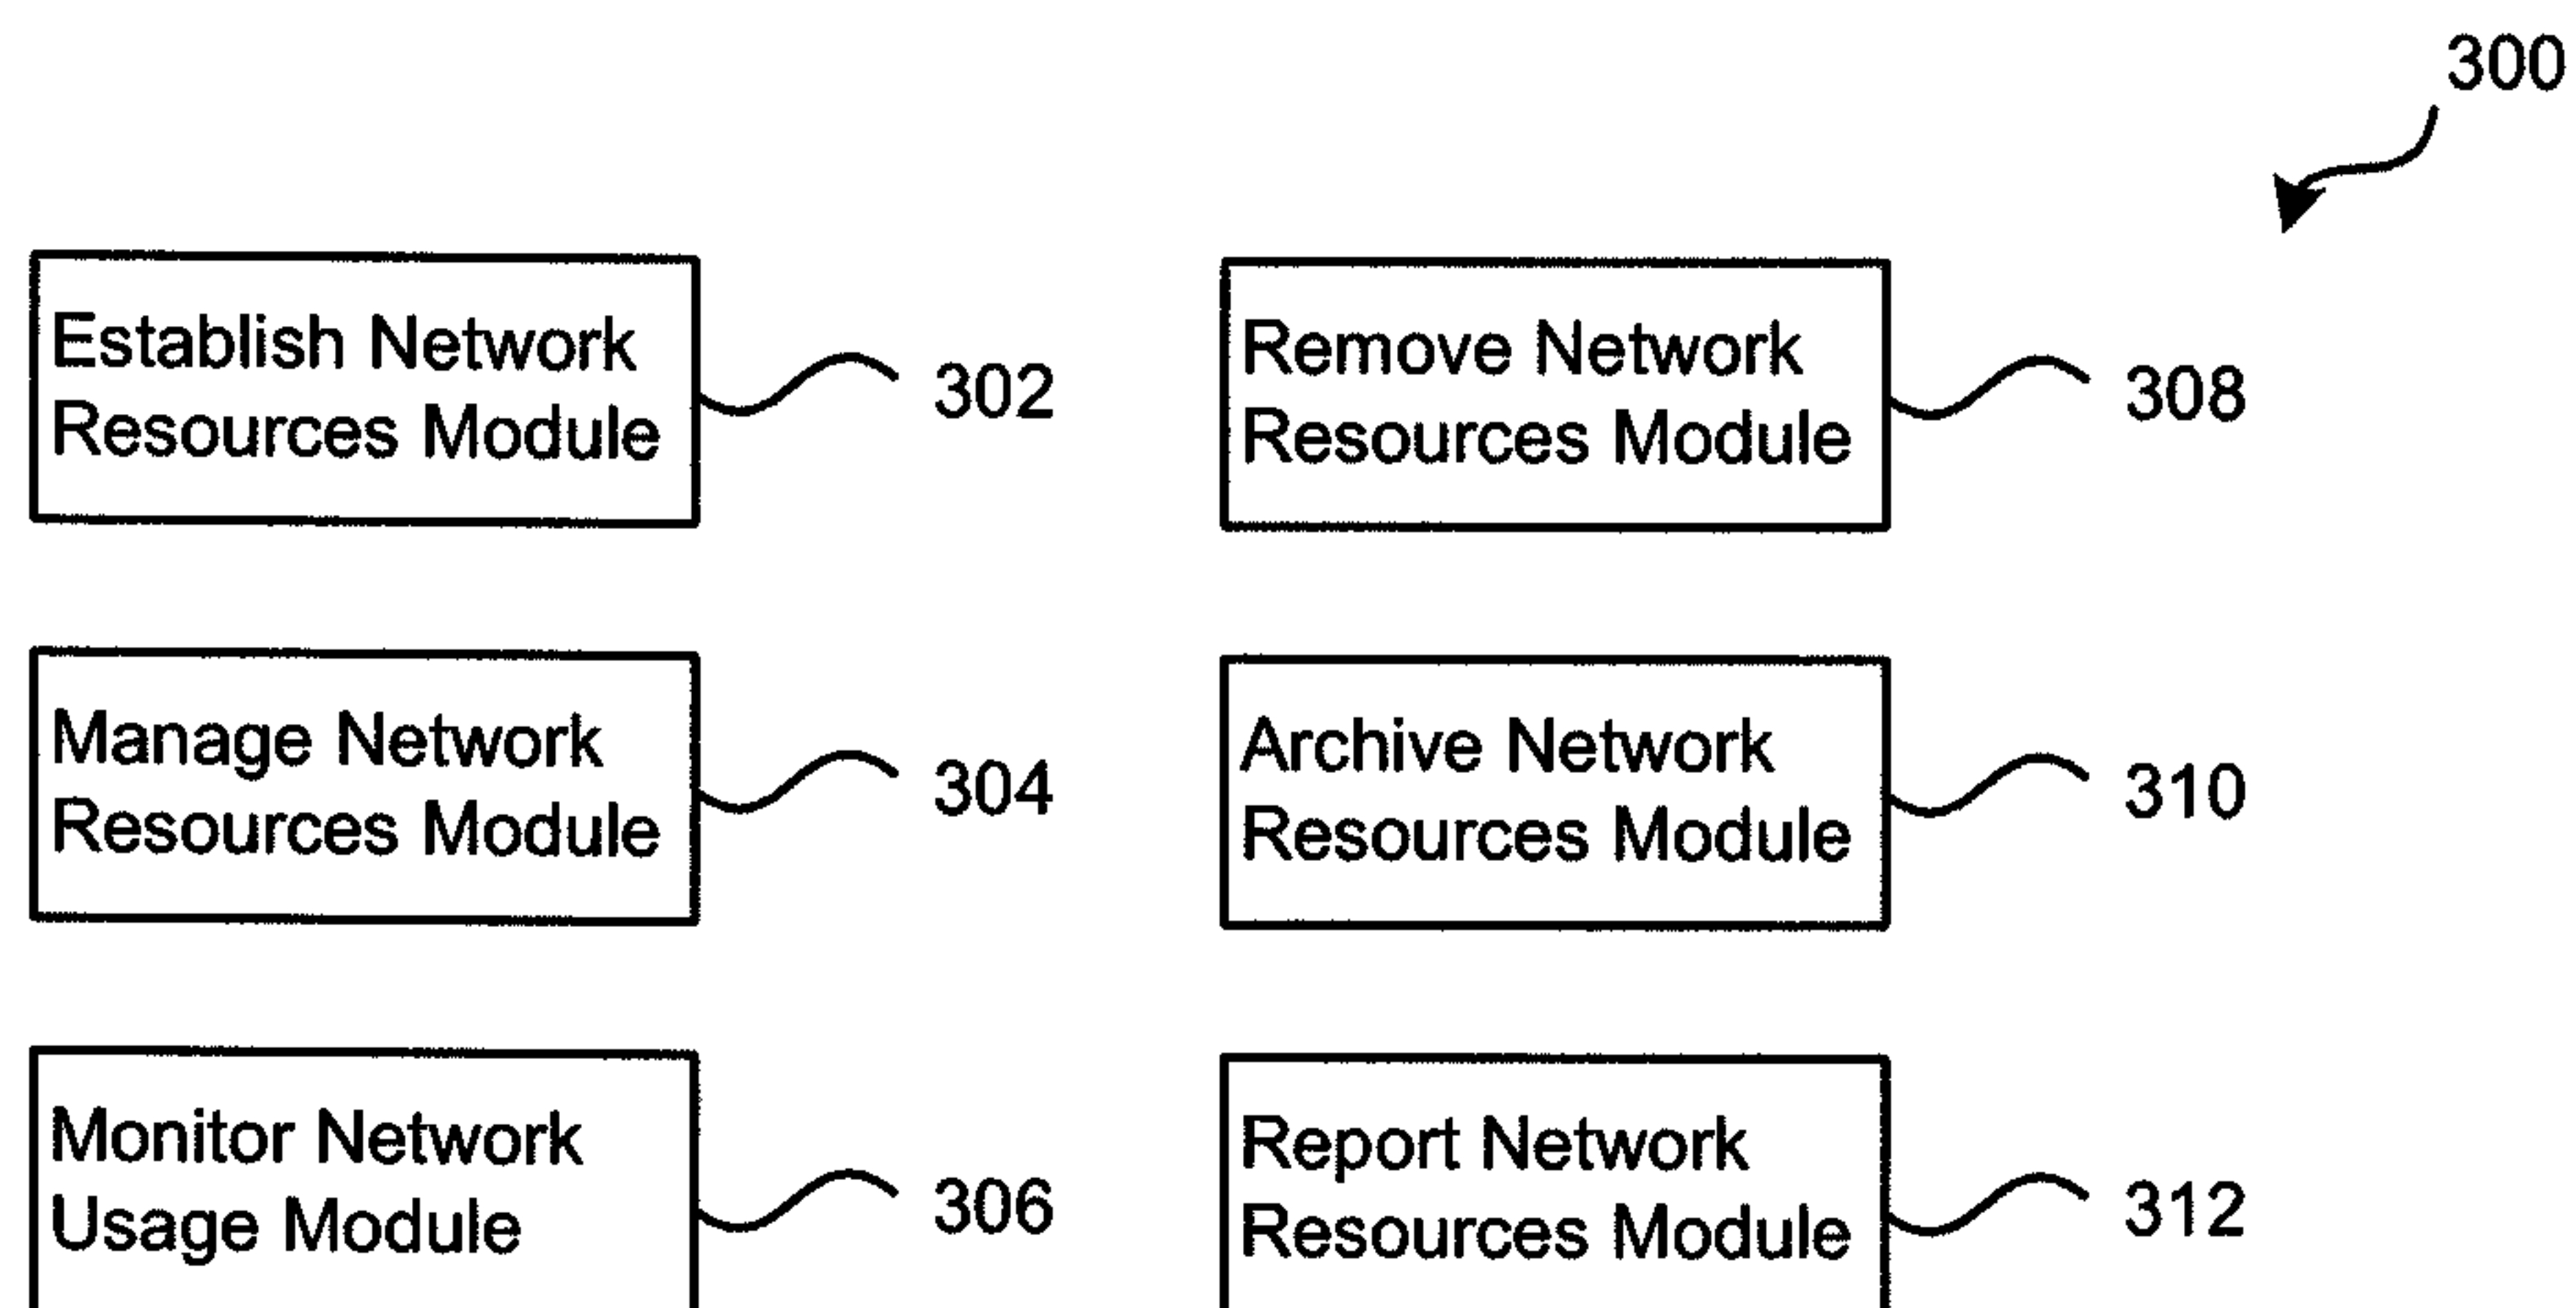 300
Establish Network
Resources Module
302
Remove Network
Resources Module
308
Manage Network
Resources Module
304
Archive Network
Resources Module
310
Monitor Network
Usage Module
306
Report Network
Resources Module
312